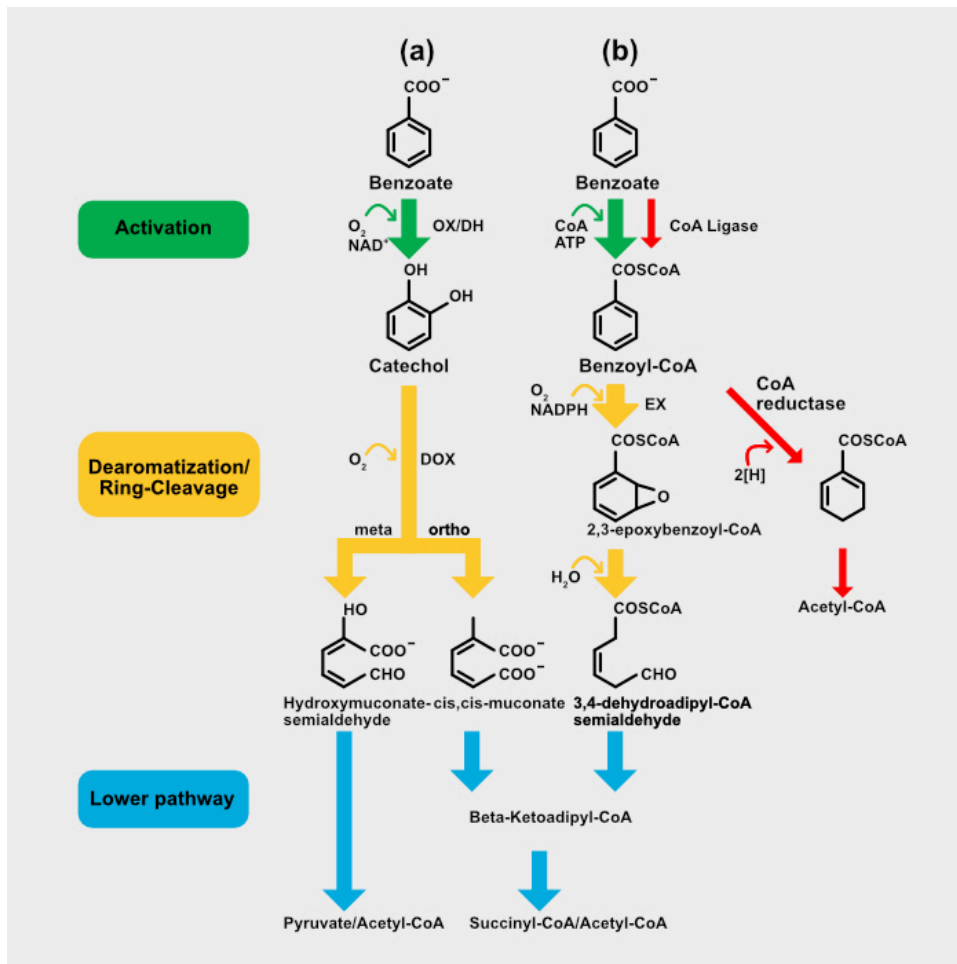 (a)
(b)
COO⁻
COO⁻
Benzoate
Benzoate
Activation
O₂
NAD⁺
OX/DH
CoA
ATP
CoA Ligase
OH
OH
COSCoA
Catechol
Benzoyl-CoA
O₂
NADPH
EX
CoA
reductase
Dearomatization/
Ring-Cleavage
O₂
DOX
COSCoA
O
2,3-epoxybenzoyl-CoA
2[H]
COSCoA
meta
ortho
H₂O
Acetyl-CoA
HO
COO⁻
CHO
COO⁻
COO⁻
COSCoA
CHO
Hydroxymuconate-
semialdehyde
cis,cis-muconate
3,4-dehydroadipyl-CoA
semialdehyde
Lower pathway
Beta-Ketoadipyl-CoA
Pyruvate/Acetyl-CoA
Succinyl-CoA/Acetyl-CoA